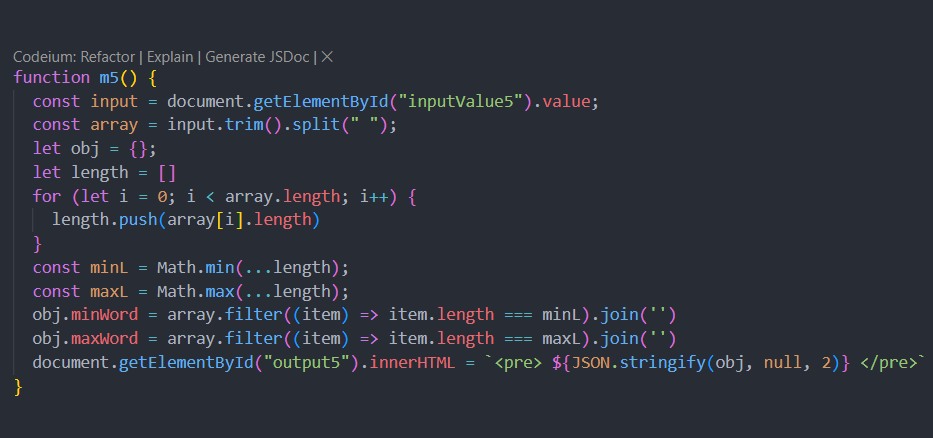 Codeium: Refactor | Explain | Generate JSDoc | ✕
function m5() {
  const input = document.getElementById("inputValue5").value;
  const array = input.trim().split(" ");
  let obj = {};
  let length = []
  for (let i = 0; i < array.length; i++) {
    length.push(array[i].length)
  }
  const minL = Math.min(...length);
  const maxL = Math.max(...length);
  obj.minWord = array.filter((item) => item.length === minL).join('')
  obj.maxWord = array.filter((item) => item.length === maxL).join('')
  document.getElementById("output5").innerHTML = `<pre> ${JSON.stringify(obj, null, 2)} </pre>`
}